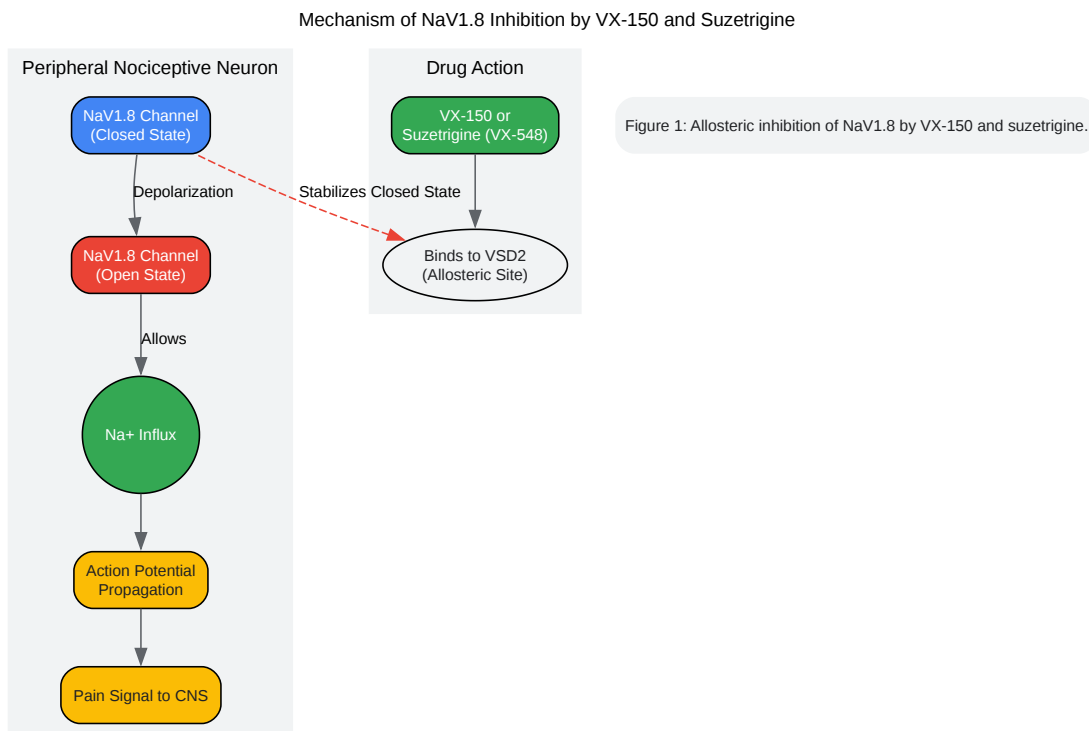 Mechanism of NaV1.8 Inhibition by VX-150 and Suzetrigine
Peripheral Nociceptive Neuron
NaV1.8 Channel
(Closed State)
Depolarization
NaV1.8 Channel
(Open State)
Allows
Na+ Influx
Action Potential
Propagation
Pain Signal to CNS
Stabilizes Closed State
Drug Action
VX-150 or
Suzetrigine (VX-548)
Binds to VSD2
(Allosteric Site)
Figure 1: Allosteric inhibition of NaV1.8 by VX-150 and suzetrigine.